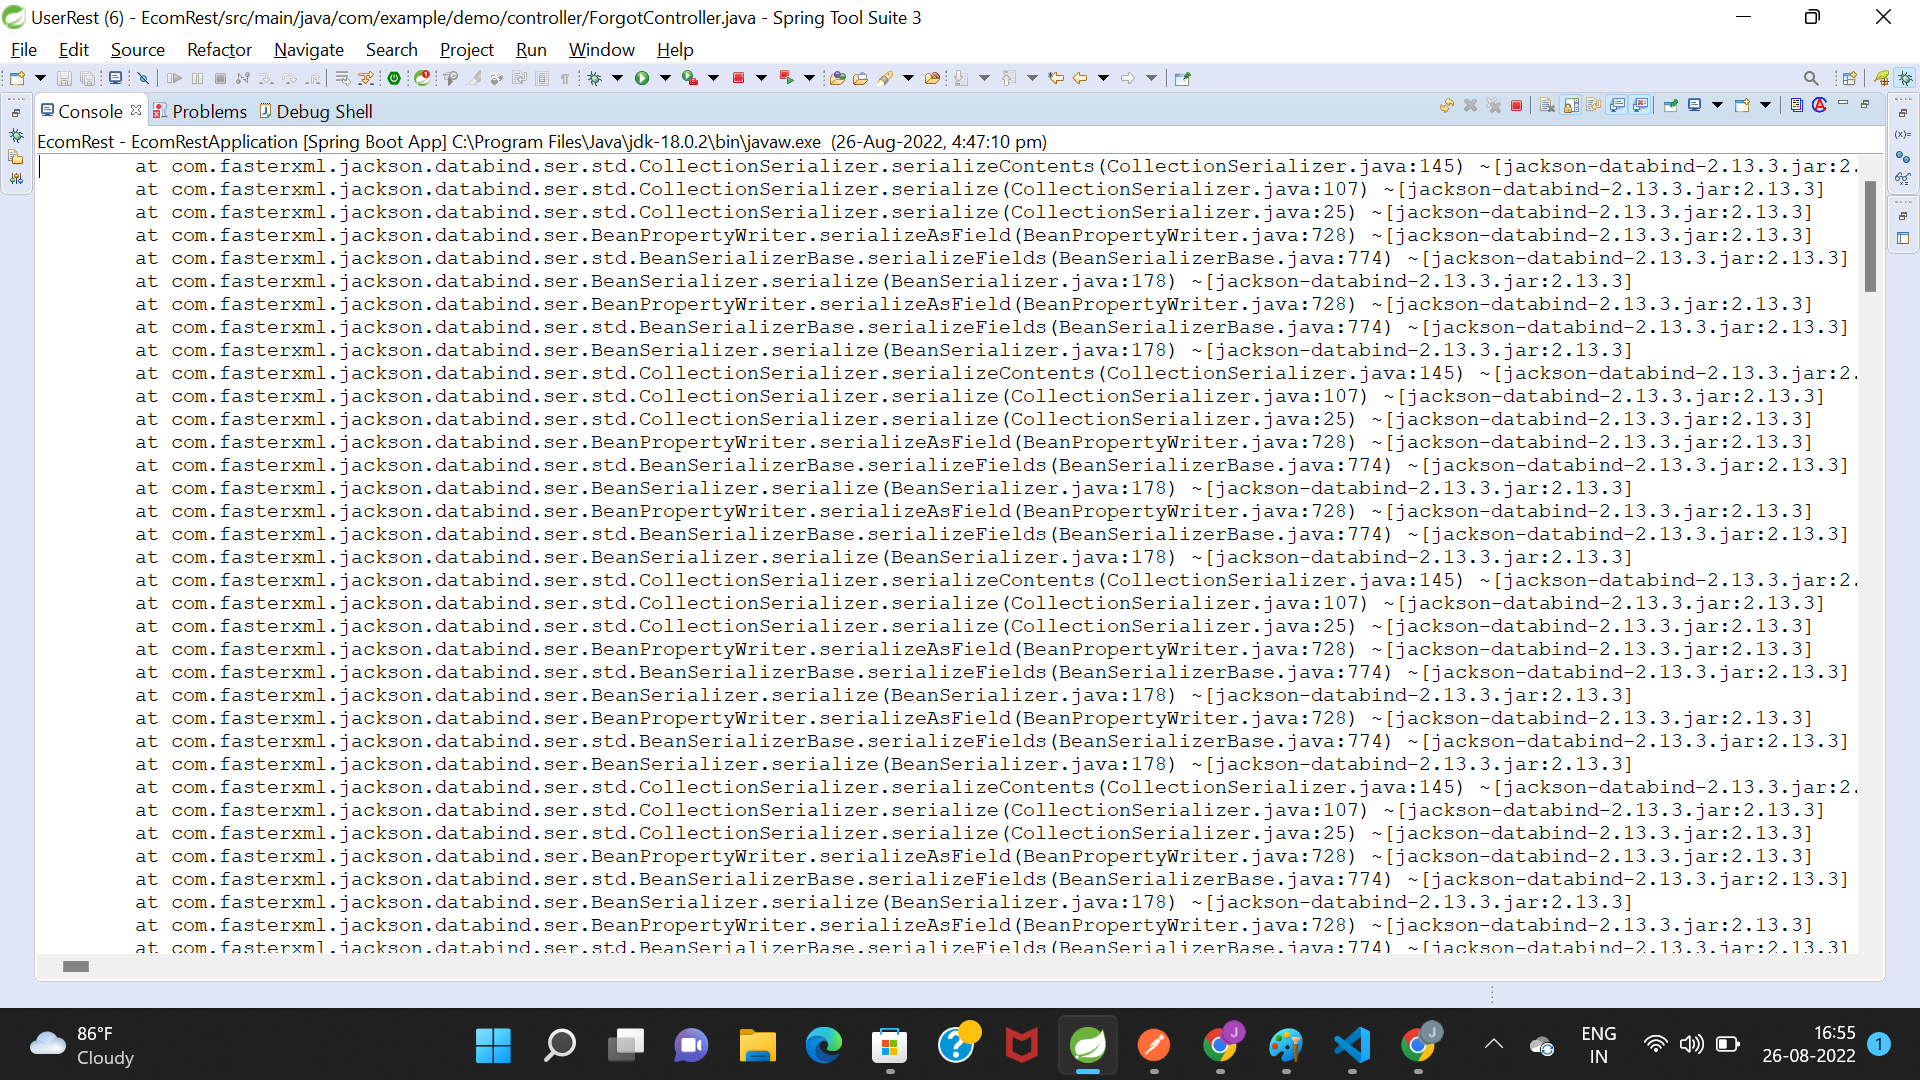 UserRest (6) - EcomRest/src/main/java/com/example/demo/controller/ForgotController.java - Spring Tool Suite 3
File Edit Source Refactor Navigate Search Project Run Window Help
Console Problems Debug Shell
EcomRest - EcomRestApplication [Spring Boot App] C:\Program Files\Java\jdk-18.0.2\bin\javaw.exe (26-Aug-2022, 4:47:10 pm)
at com.fasterxml.jackson.databind.ser.std.CollectionSerializer.serializeContents(CollectionSerializer.java:145) ~[jackson-databind-2.13.3.jar:2.
at com.fasterxml.jackson.databind.ser.std.CollectionSerializer.serialize(CollectionSerializer.java:107) ~[jackson-databind-2.13.3.jar:2.13.3]
at com.fasterxml.jackson.databind.ser.std.CollectionSerializer.serialize(CollectionSerializer.java:25) ~[jackson-databind-2.13.3.jar:2.13.3]
at com.fasterxml.jackson.databind.ser.BeanPropertyWriter.serializeAsField(BeanPropertyWriter.java:728) ~[jackson-databind-2.13.3.jar:2.13.3]
at com.fasterxml.jackson.databind.ser.std.BeanSerializerBase.serializeFields(BeanSerializerBase.java:774) ~[jackson-databind-2.13.3.jar:2.13.3]
at com.fasterxml.jackson.databind.ser.BeanSerializer.serialize(BeanSerializer.java:178) ~[jackson-databind-2.13.3.jar:2.13.3]
at com.fasterxml.jackson.databind.ser.BeanPropertyWriter.serializeAsField(BeanPropertyWriter.java:728) ~[jackson-databind-2.13.3.jar:2.13.3]
at com.fasterxml.jackson.databind.ser.std.BeanSerializerBase.serializeFields(BeanSerializerBase.java:774) ~[jackson-databind-2.13.3.jar:2.13.3]
at com.fasterxml.jackson.databind.ser.BeanSerializer.serialize(BeanSerializer.java:178) ~[jackson-databind-2.13.3.jar:2.13.3]
at com.fasterxml.jackson.databind.ser.std.CollectionSerializer.serializeContents(CollectionSerializer.java:145) ~[jackson-databind-2.13.3.jar:2.
at com.fasterxml.jackson.databind.ser.std.CollectionSerializer.serialize(CollectionSerializer.java:107) ~[jackson-databind-2.13.3.jar:2.13.3]
at com.fasterxml.jackson.databind.ser.std.CollectionSerializer.serialize(CollectionSerializer.java:25) ~[jackson-databind-2.13.3.jar:2.13.3]
at com.fasterxml.jackson.databind.ser.BeanPropertyWriter.serializeAsField(BeanPropertyWriter.java:728) ~[jackson-databind-2.13.3.jar:2.13.3]
at com.fasterxml.jackson.databind.ser.std.BeanSerializerBase.serializeFields(BeanSerializerBase.java:774) ~[jackson-databind-2.13.3.jar:2.13.3]
at com.fasterxml.jackson.databind.ser.BeanSerializer.serialize(BeanSerializer.java:178) ~[jackson-databind-2.13.3.jar:2.13.3]
at com.fasterxml.jackson.databind.ser.BeanPropertyWriter.serializeAsField(BeanPropertyWriter.java:728) ~[jackson-databind-2.13.3.jar:2.13.3]
at com.fasterxml.jackson.databind.ser.std.BeanSerializerBase.serializeFields(BeanSerializerBase.java:774) ~[jackson-databind-2.13.3.jar:2.13.3]
at com.fasterxml.jackson.databind.ser.BeanSerializer.serialize(BeanSerializer.java:178) ~[jackson-databind-2.13.3.jar:2.13.3]
at com.fasterxml.jackson.databind.ser.std.CollectionSerializer.serializeContents(CollectionSerializer.java:145) ~[jackson-databind-2.13.3.jar:2.
at com.fasterxml.jackson.databind.ser.std.CollectionSerializer.serialize(CollectionSerializer.java:107) ~[jackson-databind-2.13.3.jar:2.13.3]
at com.fasterxml.jackson.databind.ser.std.CollectionSerializer.serialize(CollectionSerializer.java:25) ~[jackson-databind-2.13.3.jar:2.13.3]
at com.fasterxml.jackson.databind.ser.BeanPropertyWriter.serializeAsField(BeanPropertyWriter.java:728) ~[jackson-databind-2.13.3.jar:2.13.3]
at com.fasterxml.jackson.databind.ser.std.BeanSerializerBase.serializeFields(BeanSerializerBase.java:774) ~[jackson-databind-2.13.3.jar:2.13.3]
at com.fasterxml.jackson.databind.ser.BeanSerializer.serialize(BeanSerializer.java:178) ~[jackson-databind-2.13.3.jar:2.13.3]
at com.fasterxml.jackson.databind.ser.BeanPropertyWriter.serializeAsField(BeanPropertyWriter.java:728) ~[jackson-databind-2.13.3.jar:2.13.3]
at com.fasterxml.jackson.databind.ser.std.BeanSerializerBase.serializeFields(BeanSerializerBase.java:774) ~[jackson-databind-2.13.3.jar:2.13.3]
at com.fasterxml.jackson.databind.ser.BeanSerializer.serialize(BeanSerializer.java:178) ~[jackson-databind-2.13.3.jar:2.13.3]
at com.fasterxml.jackson.databind.ser.std.CollectionSerializer.serializeContents(CollectionSerializer.java:145) ~[jackson-databind-2.13.3.jar:2.
at com.fasterxml.jackson.databind.ser.std.CollectionSerializer.serialize(CollectionSerializer.java:107) ~[jackson-databind-2.13.3.jar:2.13.3]
at com.fasterxml.jackson.databind.ser.std.CollectionSerializer.serialize(CollectionSerializer.java:25) ~[jackson-databind-2.13.3.jar:2.13.3]
at com.fasterxml.jackson.databind.ser.BeanPropertyWriter.serializeAsField(BeanPropertyWriter.java:728) ~[jackson-databind-2.13.3.jar:2.13.3]
at com.fasterxml.jackson.databind.ser.std.BeanSerializerBase.serializeFields(BeanSerializerBase.java:774) ~[jackson-databind-2.13.3.jar:2.13.3]
at com.fasterxml.jackson.databind.ser.BeanSerializer.serialize(BeanSerializer.java:178) ~[jackson-databind-2.13.3.jar:2.13.3]
at com.fasterxml.jackson.databind.ser.BeanPropertyWriter.serializeAsField(BeanPropertyWriter.java:728) ~[jackson-databind-2.13.3.jar:2.13.3]
at com.fasterxml.jackson.databind.ser.std.BeanSerializerBase.serializeFields(BeanSerializerBase.java:774) ~[jackson-databind-2.13.3.jar:2.13.3]
86°F
Cloudy
J
J
ENG
IN
16:55
26-08-2022
1